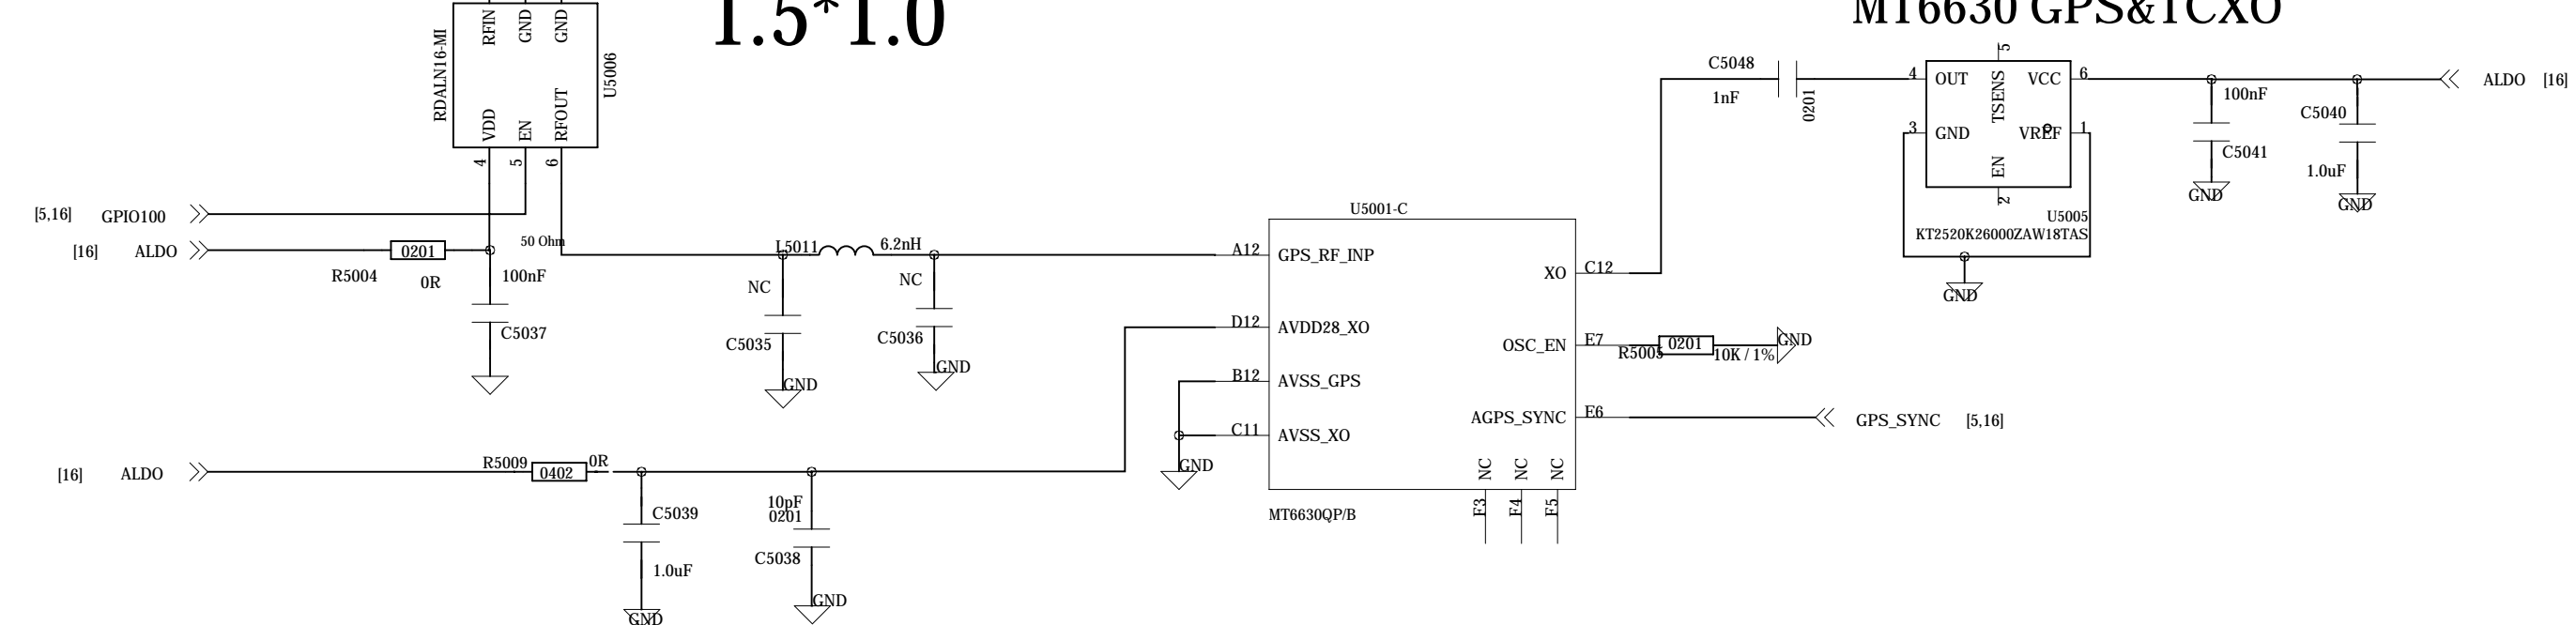 1.5*1.0
MT6630 GPS&TCXO
RDALN16-MI
RFIN
GND
GND
U5006
VDD
EN
RFOUT
4
5
6
C5048
1nF
0201
5
4
OUT
TSENS
VCC
6
3
GND
VREF
1
EN
2
U5005
KT2520K26000ZAW18TAS
GND
100nF
C5041
GND
C5040
1.0uF
GND
ALDO [16]
[5,16] GPIO100
[16] ALDO
0201
R5004
0R
50 Ohm
100nF
C5037
L5011
6.2nH
NC
C5035
GND
NC
C5036
GND
U5001-C
A12 GPS_RF_INP
D12 AVDD28_XO
B12 AVSS_GPS
C11 AVSS_XO
GND
XO C12
OSC_EN E7
R5005
0201
10K / 1%
GND
AGPS_SYNC E6
GPS_SYNC [5,16]
NC
NC
NC
F3
F4
F5
MT6630QP/B
[16] ALDO
R5009
0402
0R
C5039
1.0uF
GND
10pF
0201
C5038
GND